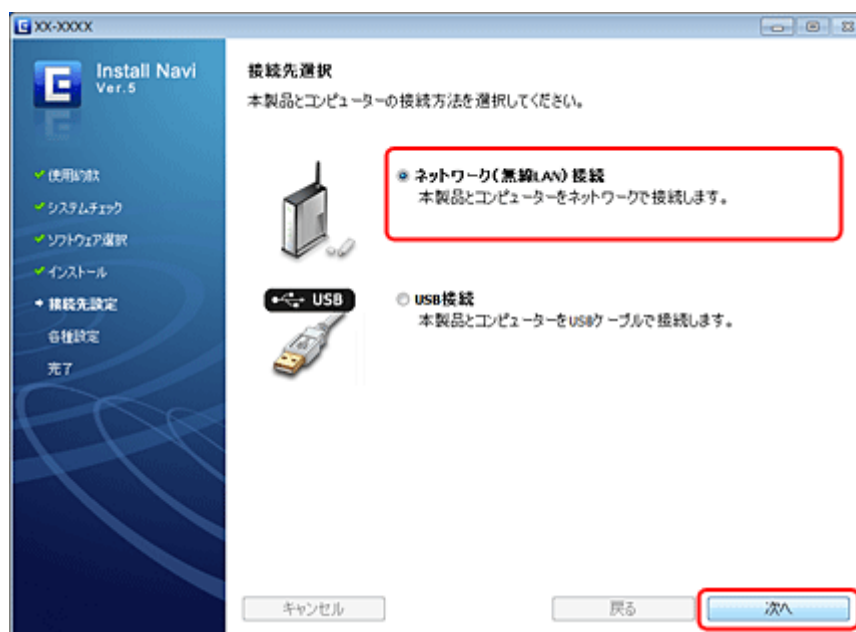 XX-XXXX
Install Navi
Ver.5
使用約款
システムチェック
ソフトウェア選択
インストール
接続先設定
各種設定
完了
接続先選択
本製品とコンピューターの接続方法を選択してください。
ネットワーク(無線LAN)接続
本製品とコンピューターをネットワークで接続します。
USB
USB接続
本製品とコンピューターをUSBケーブルで接続します。
キャンセル
戻る
次へ